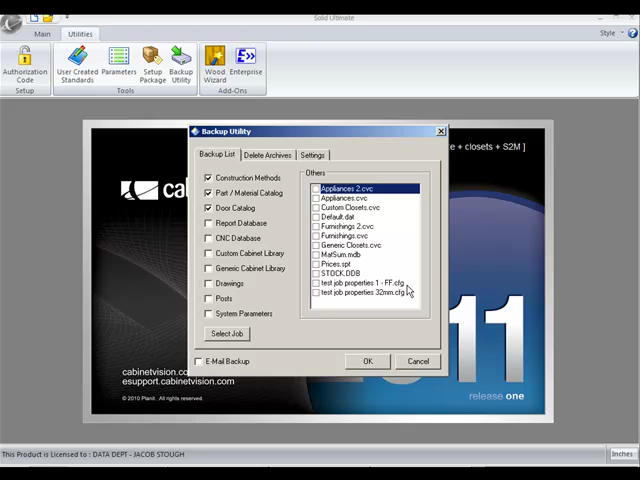 Solid Ultimate
Main
Utilities
Style
Authorization
Code
User Created
Standards
Parameters
Setup
Package
Backup
Utility
Wood
Wizard
Enterprise
Setup
Tools
Add-Ons
Backup Utility
e + closets + S2M ]
Backup List
Delete Archives
Settings
Construction Methods
Part / Material Catalog
Door Catalog
Report Database
CNC Database
Custom Cabinet Library
Generic Cabinet Library
Drawings
Posts
System Parameters
Select Job
Others
Appliances 2.cvc
Appliances.cvc
Custom Closets.cvc
Default.dat
Furnishings 2.cvc
Furnishings.cvc
Generic Closets.cvc
MatSum.mdb
Prices.spt
STOCK.DDB
test job properties 1 - FF.cfg
test job properties 32mm.cfg
E-Mail Backup
OK
Cancel
cal
11
release one
cabinetvision.co
esupport.cabinetvision.com
© 2010 Planit . All rights reserved.
This Product is Licensed to : DATA DEPT - JACOB STOUGH
Inches